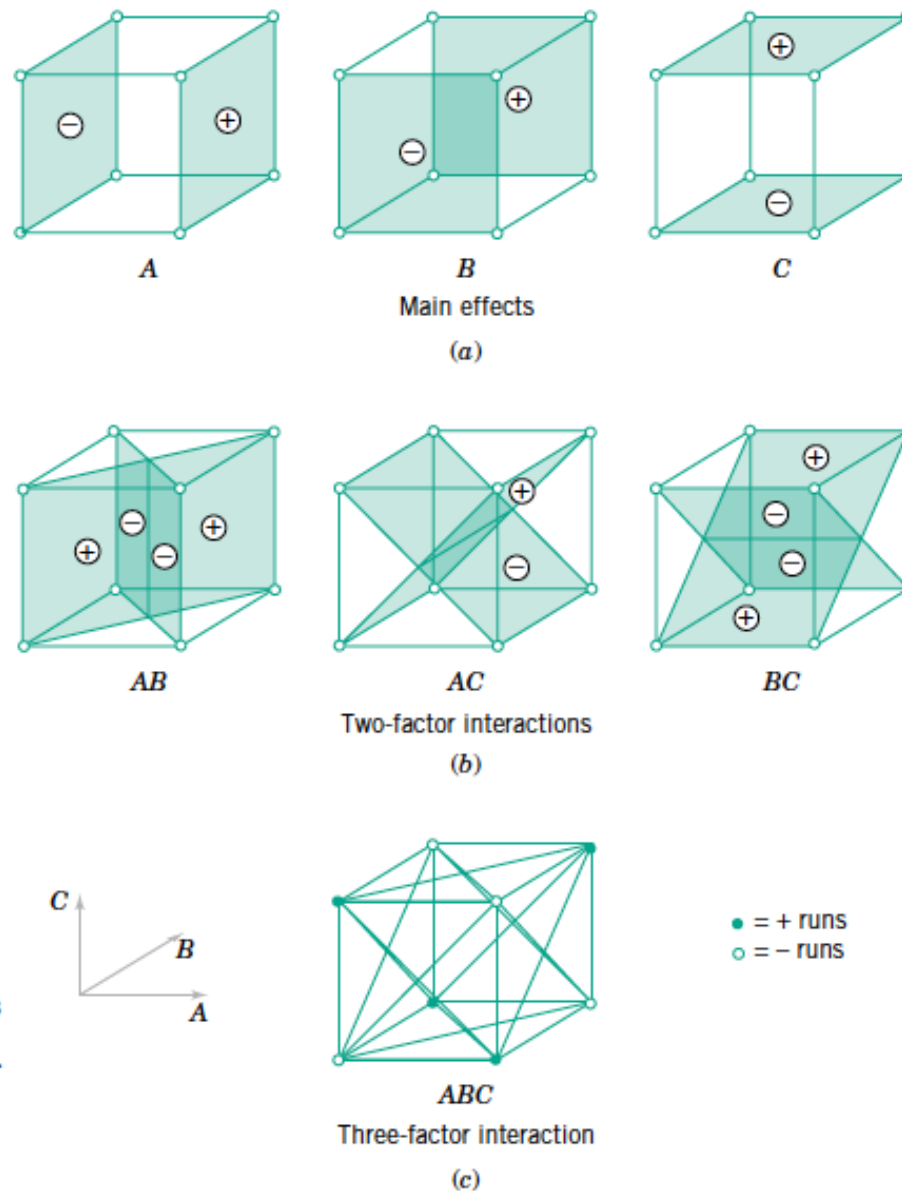 − + − + + −
A B C
Main effects
(a)
+ − − + + − + − − +
AB AC BC
Two-factor interactions
(b)
C
B
A
= + runs
= − runs
ABC
Three-factor interaction
(c)